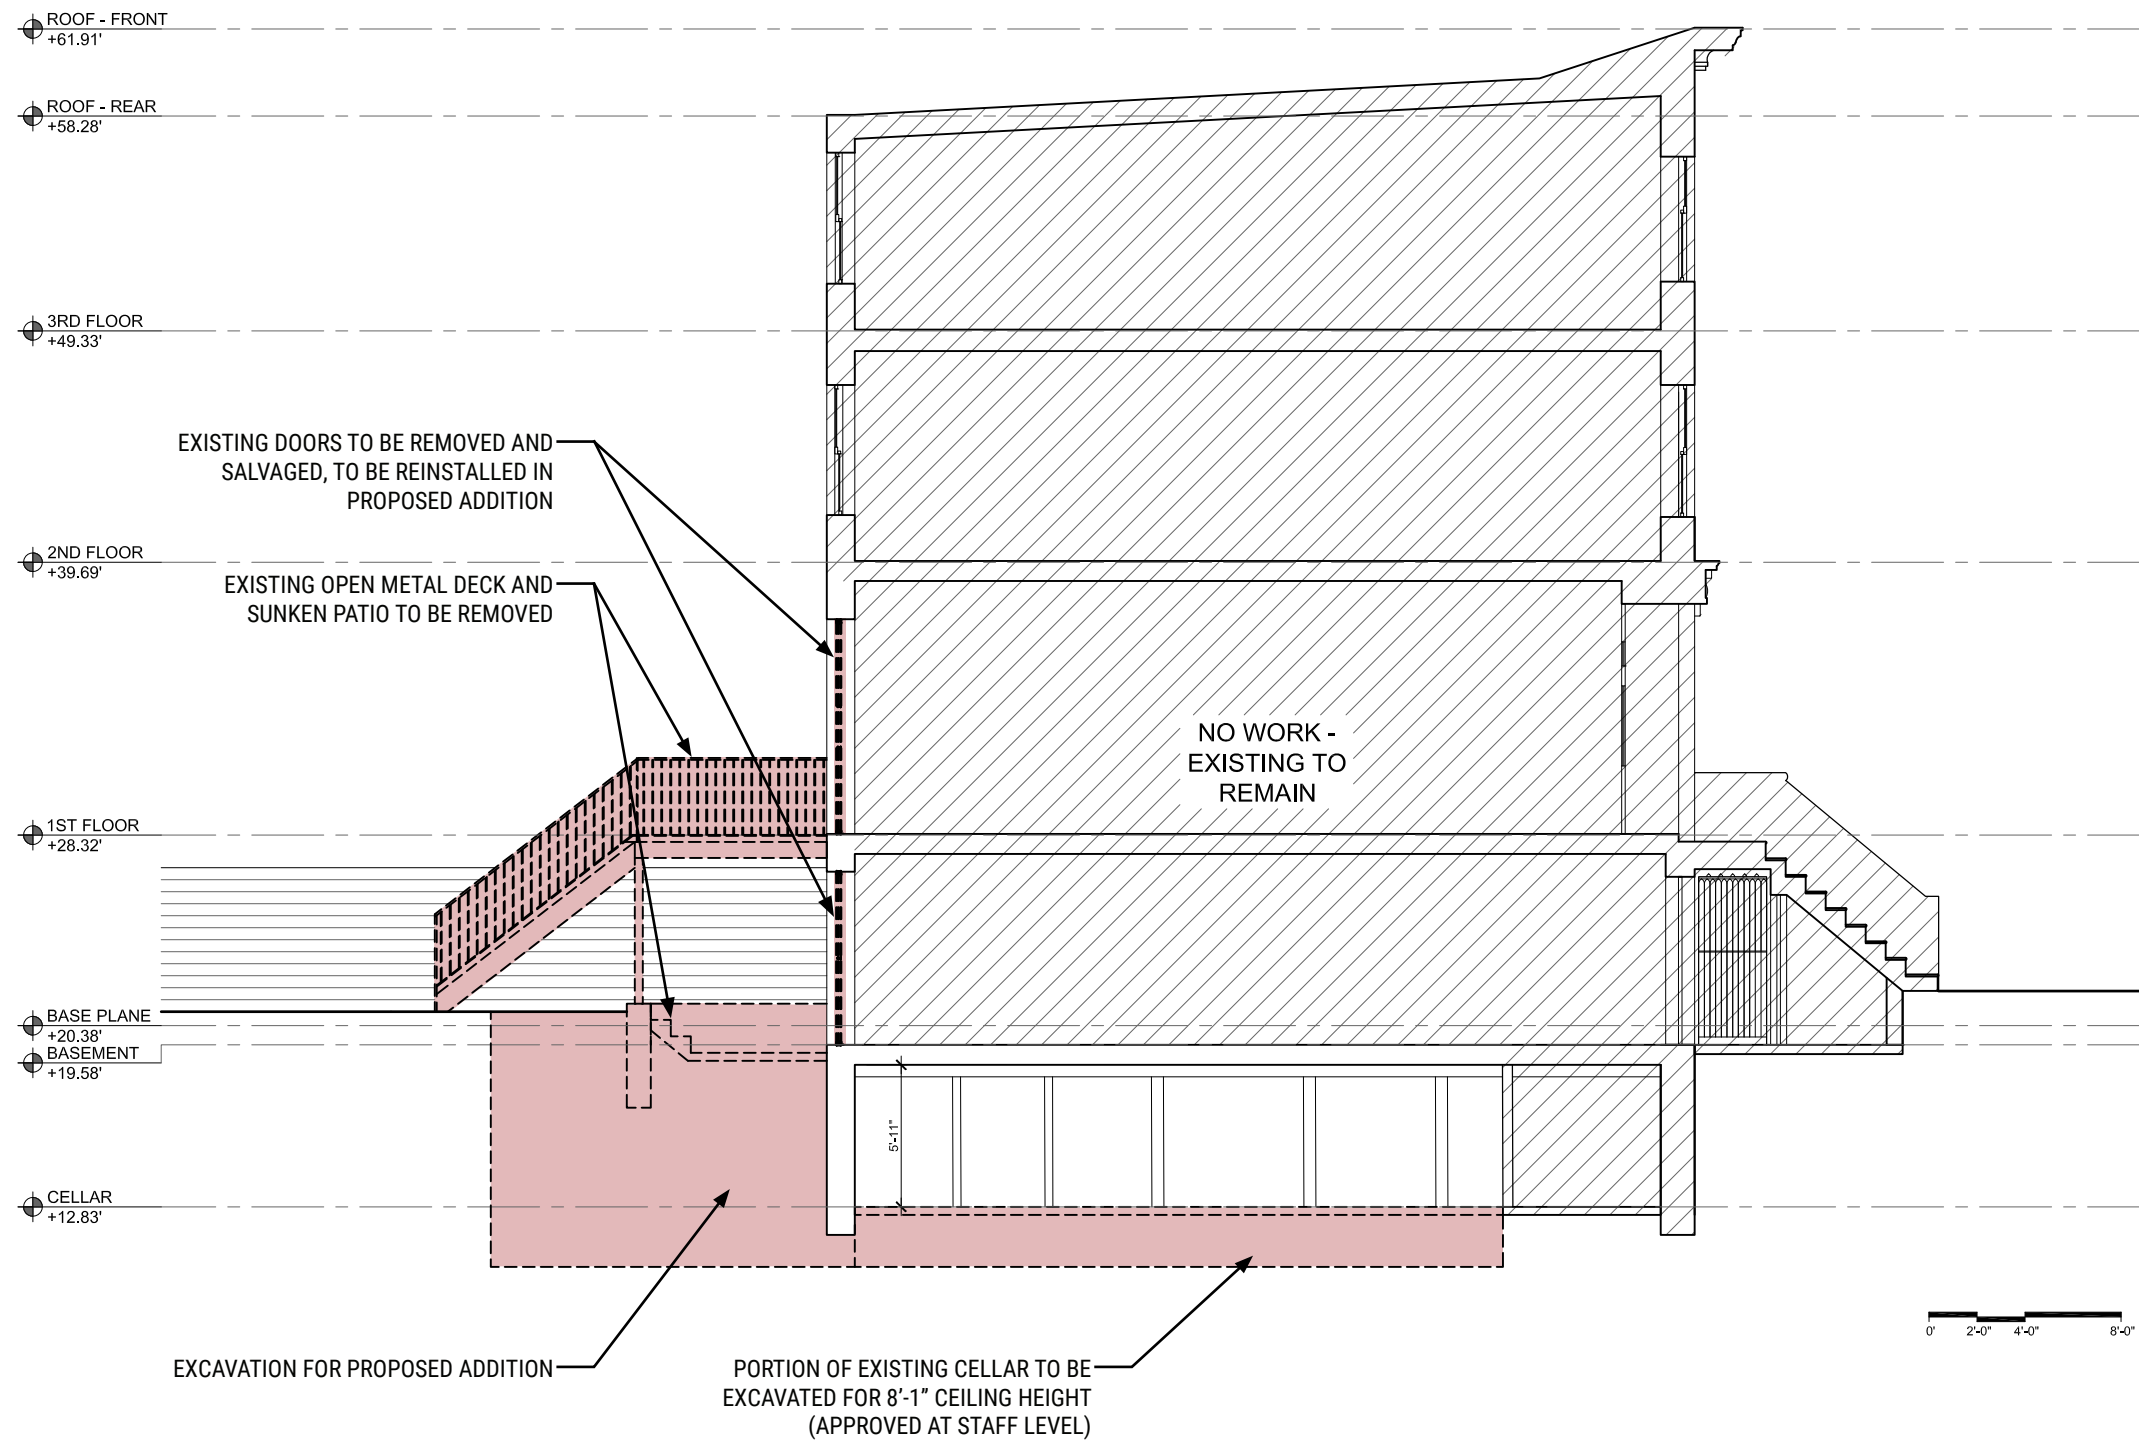 ROOF - FRONT
+61.91'
ROOF - REAR
+58.28'
3RD FLOOR
+49.33'
EXISTING DOORS TO BE REMOVED AND
SALVAGED, TO BE REINSTALLED IN
PROPOSED ADDITION
2ND FLOOR
+39.69'
EXISTING OPEN METAL DECK AND
SUNKEN PATIO TO BE REMOVED
NO WORK -
EXISTING TO
REMAIN
1ST FLOOR
+28.32'
BASE PLANE
+20.38'
BASEMENT
+19.58'
5'-11"
CELLAR
+12.83'
0' 2'-0" 4'-0" 8'-0"
EXCAVATION FOR PROPOSED ADDITION
PORTION OF EXISTING CELLAR TO BE
EXCAVATED FOR 8’-1” CEILING HEIGHT
(APPROVED AT STAFF LEVEL)